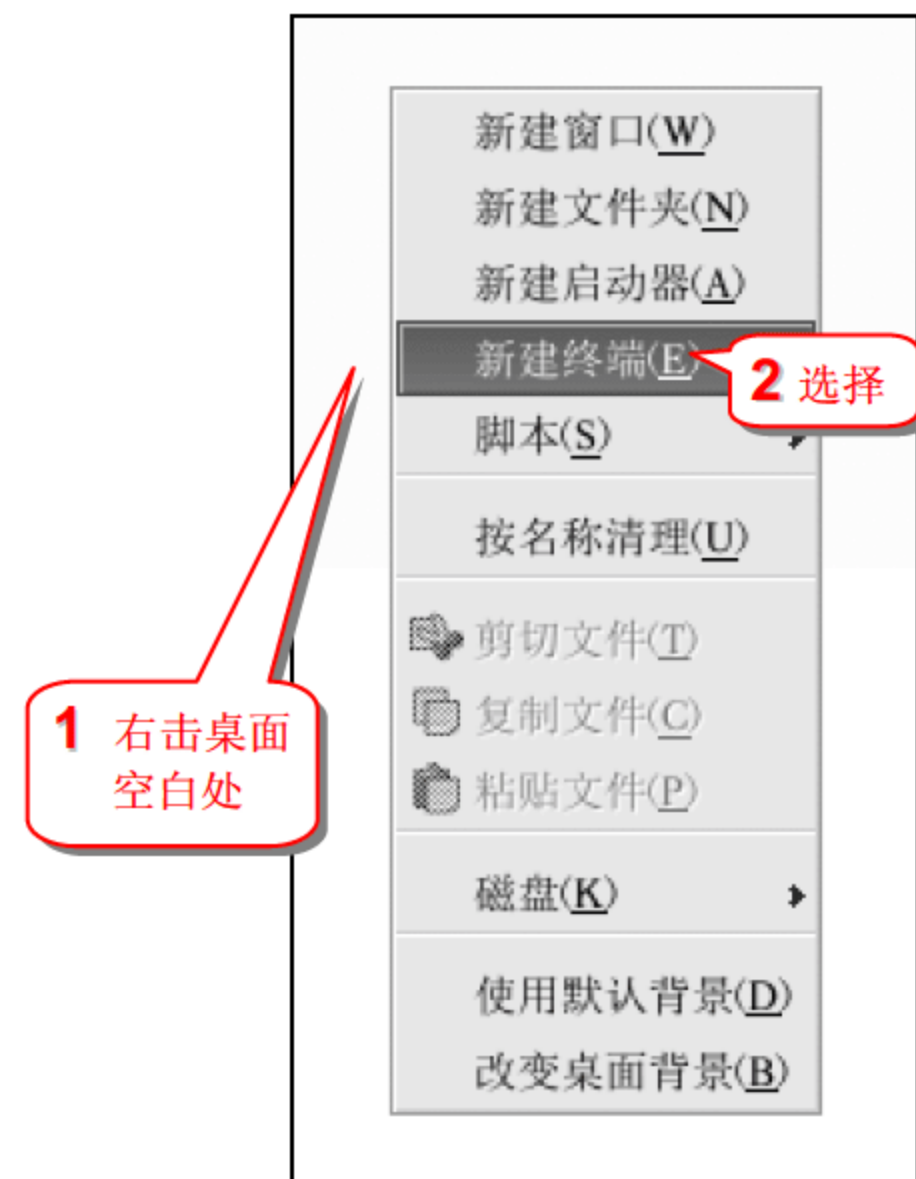 新建窗口(W)
新建文件夹(N)
新建启动器(A)
新建终端(E)
2 选择
脚本(S)
按名称清理(U)
剪切文件(T)
1 右击桌面
空白处
复制文件(C)
粘贴文件(P)
磁盘(K)
使用默认背景(D)
改变桌面背景(B)